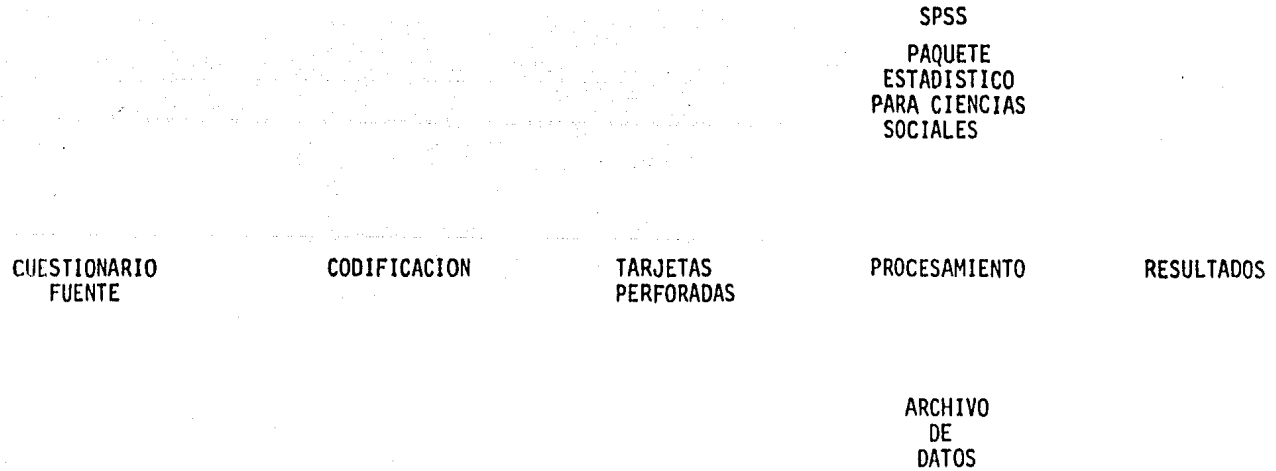 SPSS
PAQUETE
ESTADISTICO
PARA CIENCIAS
SOCIALES
CUESTIONARIO
FUENTE
CODIFICACION
TARJETAS
PERFORADAS
PROCESAMIENTO
RESULTADOS
ARCHIVO
DE
DATOS